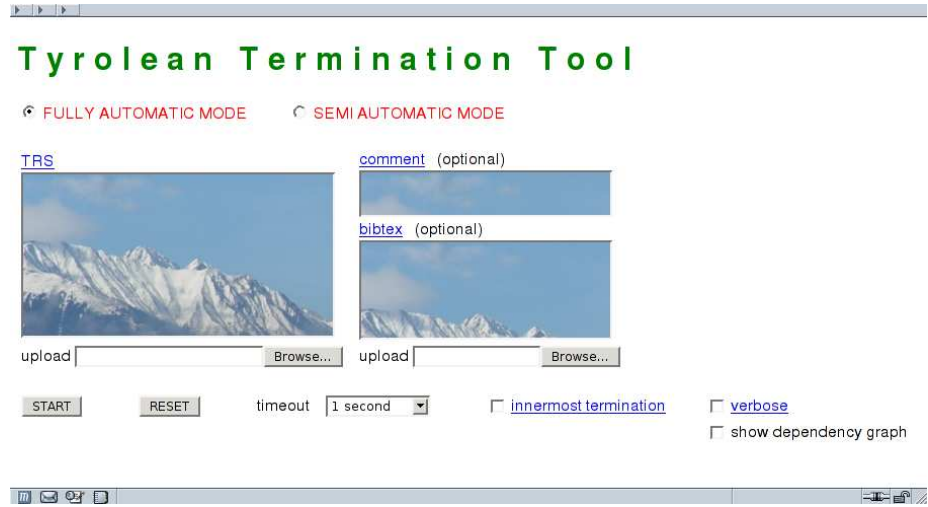 Tyrolean Termination Tool
FULLY AUTOMATIC MODE SEMI AUTOMATIC MODE
TRS
comment (optional)
bibtex (optional)
upload Browse... upload Browse...
START RESET timeout 1 second innermost termination verbose
show dependency graph